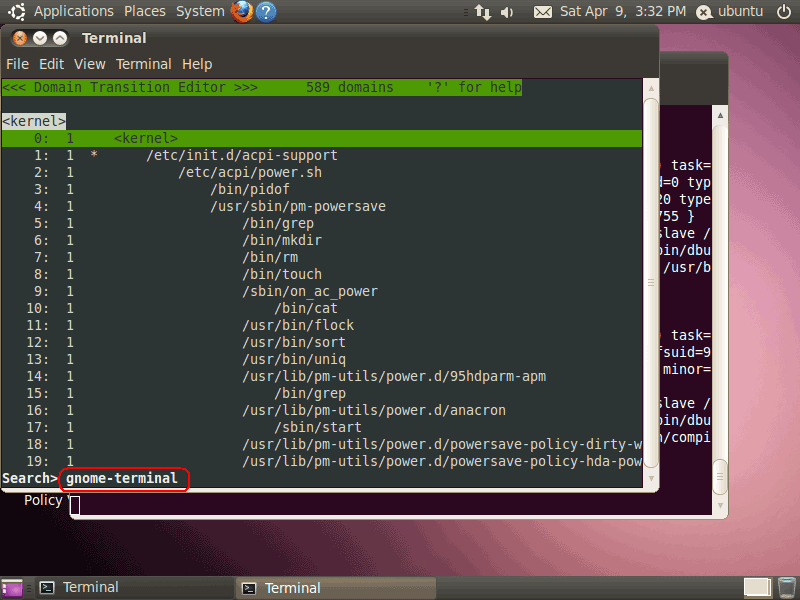 Applications Places System ? Sat Apr 9, 3:32 PM ubuntu
Terminal
File Edit View Terminal Help
<<< Domain Transition Editor >>>      589 domains    '?' for help
<kernel>
0:  1     <kernel>
1:  1  *      /etc/init.d/acpi-support
2:  1             /etc/acpi/power.sh
3:  1                 /bin/pidof
4:  1                 /usr/sbin/pm-powersave
5:  1                     /bin/grep
6:  1                     /bin/mkdir
7:  1                     /bin/rm
8:  1                     /bin/touch
9:  1                     /sbin/on_ac_power
10:  1                         /bin/cat
11:  1                     /usr/bin/flock
12:  1                     /usr/bin/sort
13:  1                     /usr/bin/uniq
14:  1                     /usr/lib/pm-utils/power.d/95hdparm-apm
15:  1                         /bin/grep
16:  1                     /usr/lib/pm-utils/power.d/anacron
17:  1                         /sbin/start
18:  1                     /usr/lib/pm-utils/power.d/powersave-policy-dirty-w
19:  1                     /usr/lib/pm-utils/power.d/powersave-policy-hda-pow
Search> gnome-terminal
task=
=0 typ
20 type
755 }
slave /
bin/dbu
/usr/b
) task=
fsuid=9
minor=
slave /
bin/dbu
n/compi
Policy
Terminal
Terminal